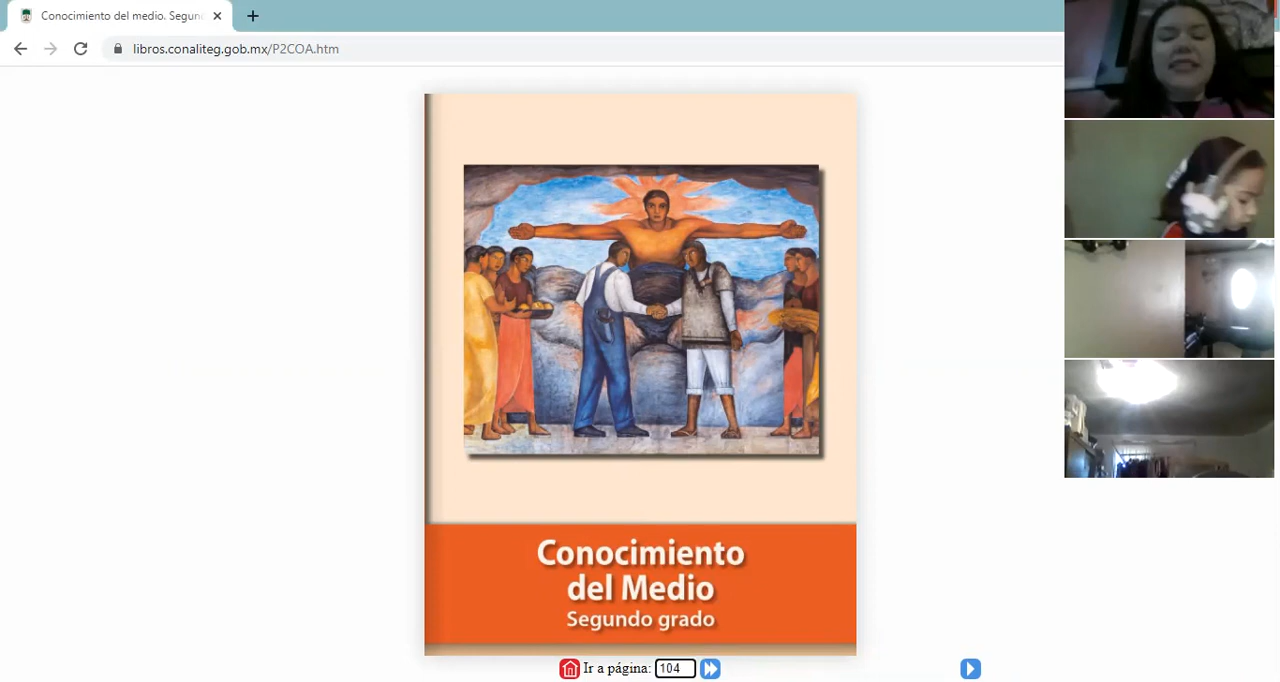 Conocimiento del medio. Segun
libros.conaliteg.gob.mx/P2COA.htm
Conocimiento
del Medio
Segundo grado
Ir a página: 104